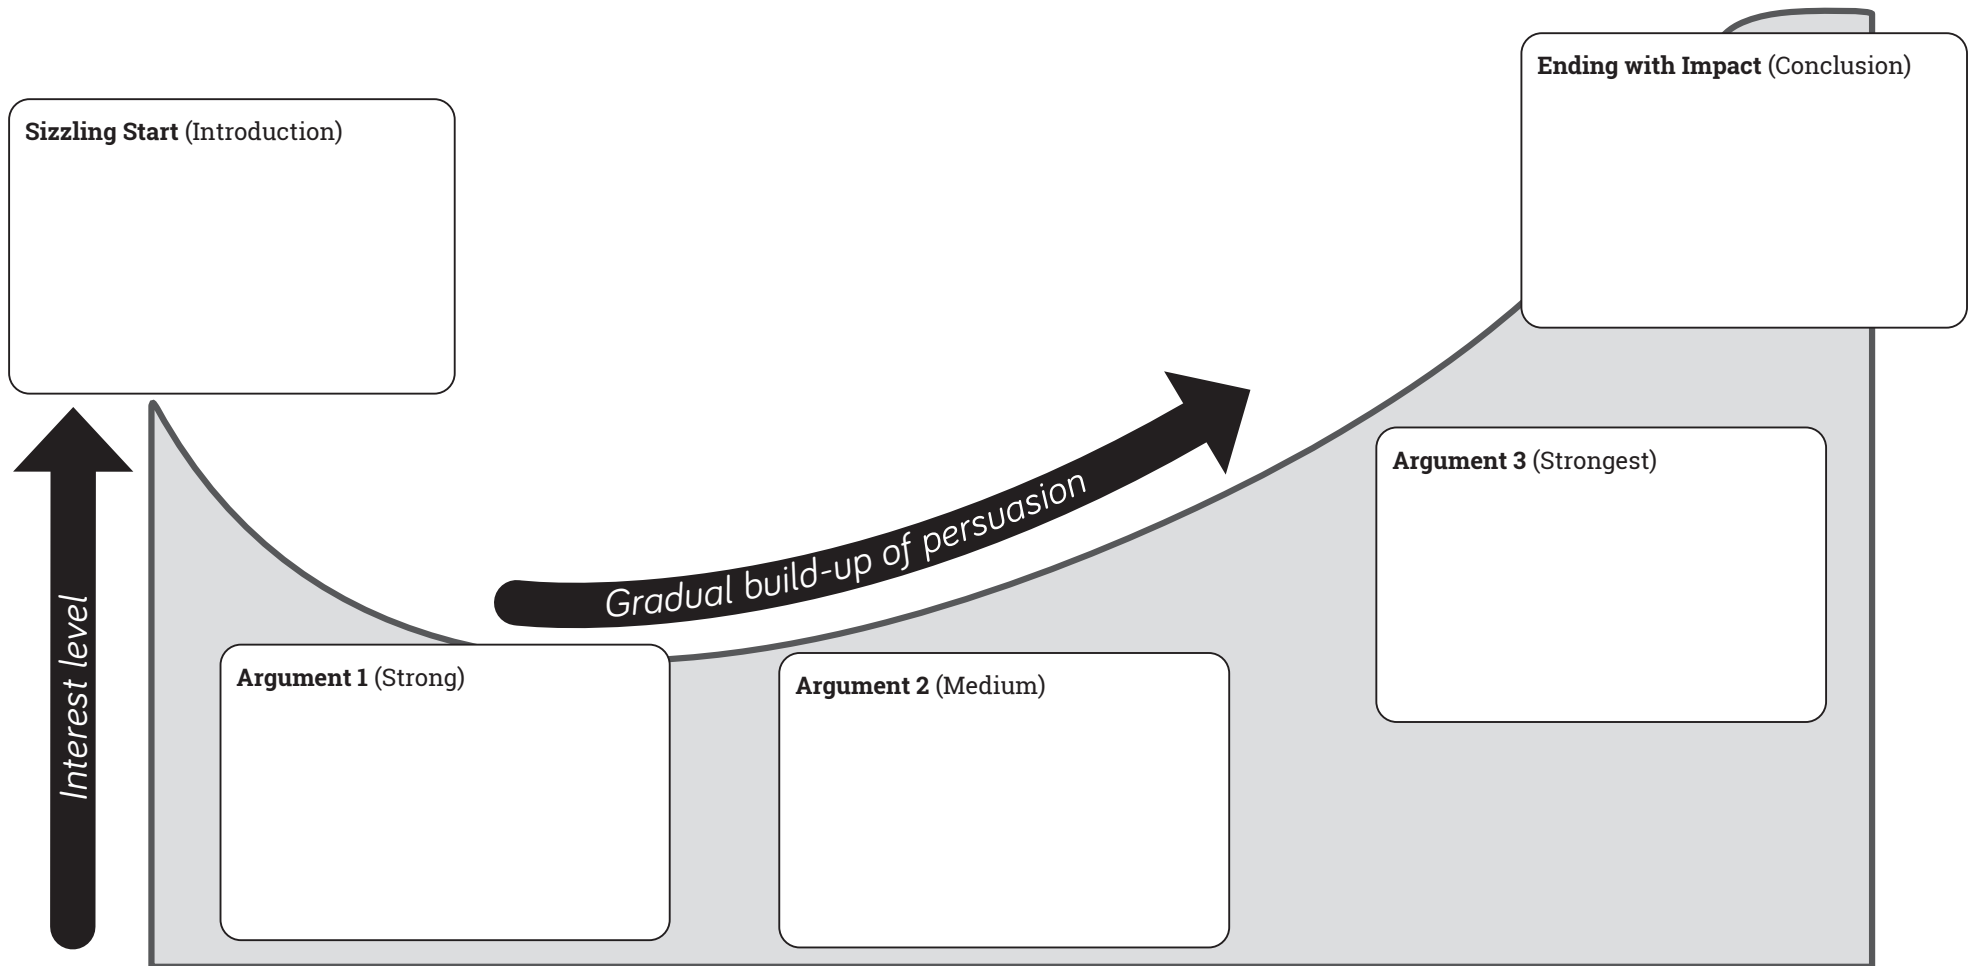 Sizzling Start (Introduction)
Ending with Impact (Conclusion)
Interest level
Gradual build-up of persuasion
Argument 1 (Strong)
Argument 2 (Medium)
Argument 3 (Strongest)